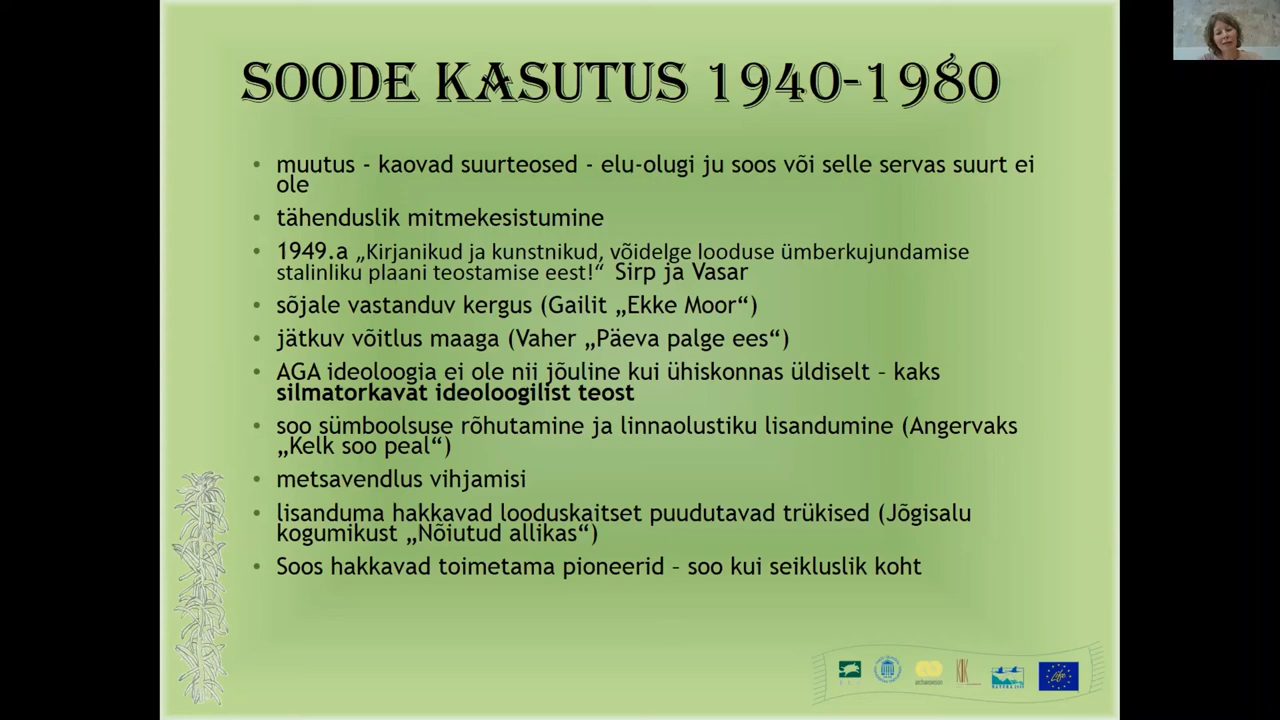 SOODE KASUTUS 1940-1980
• muutus - kaovad suurteosed - elu-olugi ju soos või selle servas suurt ei
ole
• tähenduslik mitmekesistumine
• 1949.a „Kirjanikud ja kunstnikud, võidelge looduse ümberkujundamise
stalinliku plaani teostamise eest!“ Sirp ja Vasar
• sõjale vastanduv kergus (Gailit „Ekke Moor“)
• jätkuv võitlus maaga (Vaher „Päeva palge ees“)
• AGA ideoloogia ei ole nii jõuline kui ühiskonnas üldiselt – kaks
silmatorkavat ideoloogilist teost
• soo sümboolsuse rõhutamine ja linnaolustiku lisandumine (Angervaks
„Kelk soo peal“)
• metsavendlus vihjamisi
• lisanduma hakkavad looduskaitset puudutavad trükised (Jõgisalu
kogumikust „Nõiutud allikas“)
• Soos hakkavad toimetama pioneerid – soo kui seikluslik koht
KIK
Life